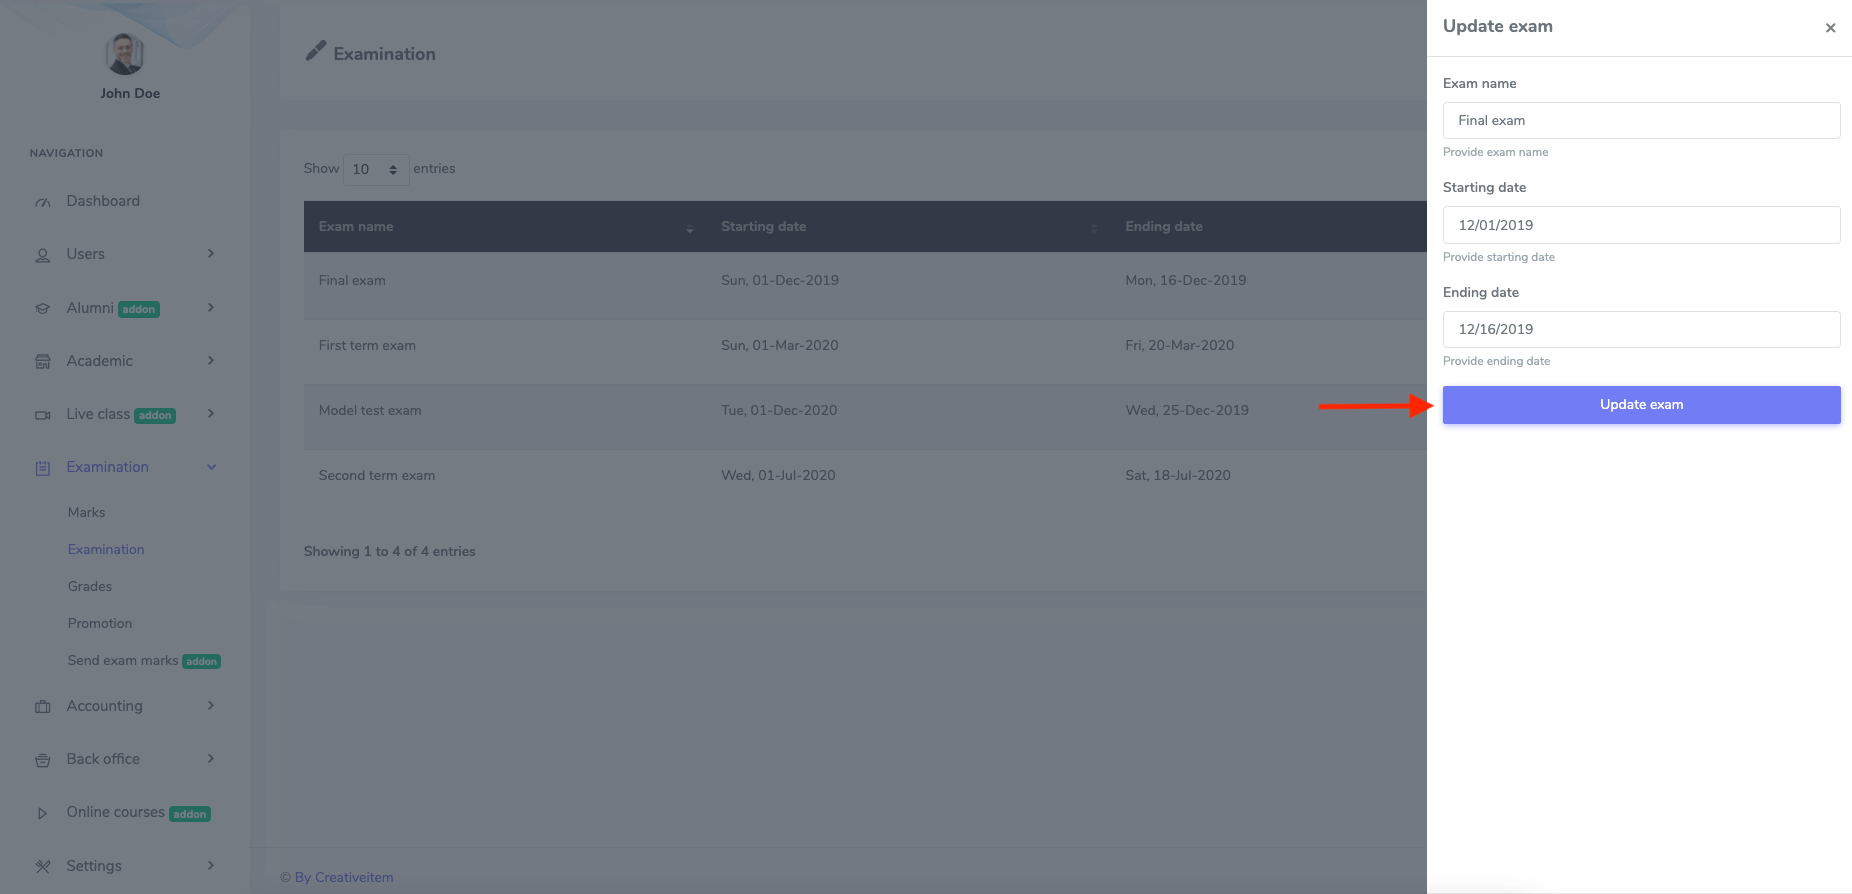 John Doe
NAVIGATION
Dashboard
Users
Alumni addon
Academic
Live class addon
Examination
Marks
Examination
Grades
Promotion
Send exam marks addon
Accounting
Back office
Online courses addon
Settings
Examination
Show 10 entries
Exam name Starting date Ending date
Final exam Sun, 01-Dec-2019 Mon, 16-Dec-2019
First term exam Sun, 01-Mar-2020 Fri, 20-Mar-2020
Model test exam Tue, 01-Dec-2020 Wed, 25-Dec-2019
Second term exam Wed, 01-Jul-2020 Sat, 18-Jul-2020
Showing 1 to 4 of 4 entries
© By Creativeitem
Update exam ×
Exam name
Final exam
Provide exam name
Starting date
12/01/2019
Provide starting date
Ending date
12/16/2019
Provide ending date
Update exam